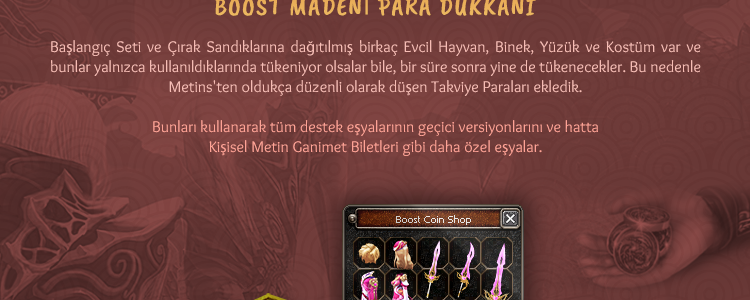 BOOST MADENİ PARA DÜKKANI
Başlangıç Seti ve Çırak Sandıklarına dağıtılmış birkaç Evcil Hayvan, Binek, Yüzük ve Kostüm var ve
bunlar yalnızca kullanıldıklarında tükeniyor olsalar bile, bir süre sonra yine de tükenecekler. Bu nedenle
Metins'ten oldukça düzenli olarak düşen Takviye Paraları ekledik.
Bunları kullanarak tüm destek eşyalarının geçici versiyonlarını ve hatta
Kişisel Metin Ganimet Biletleri gibi daha özel eşyalar.
Boost Coin Shop